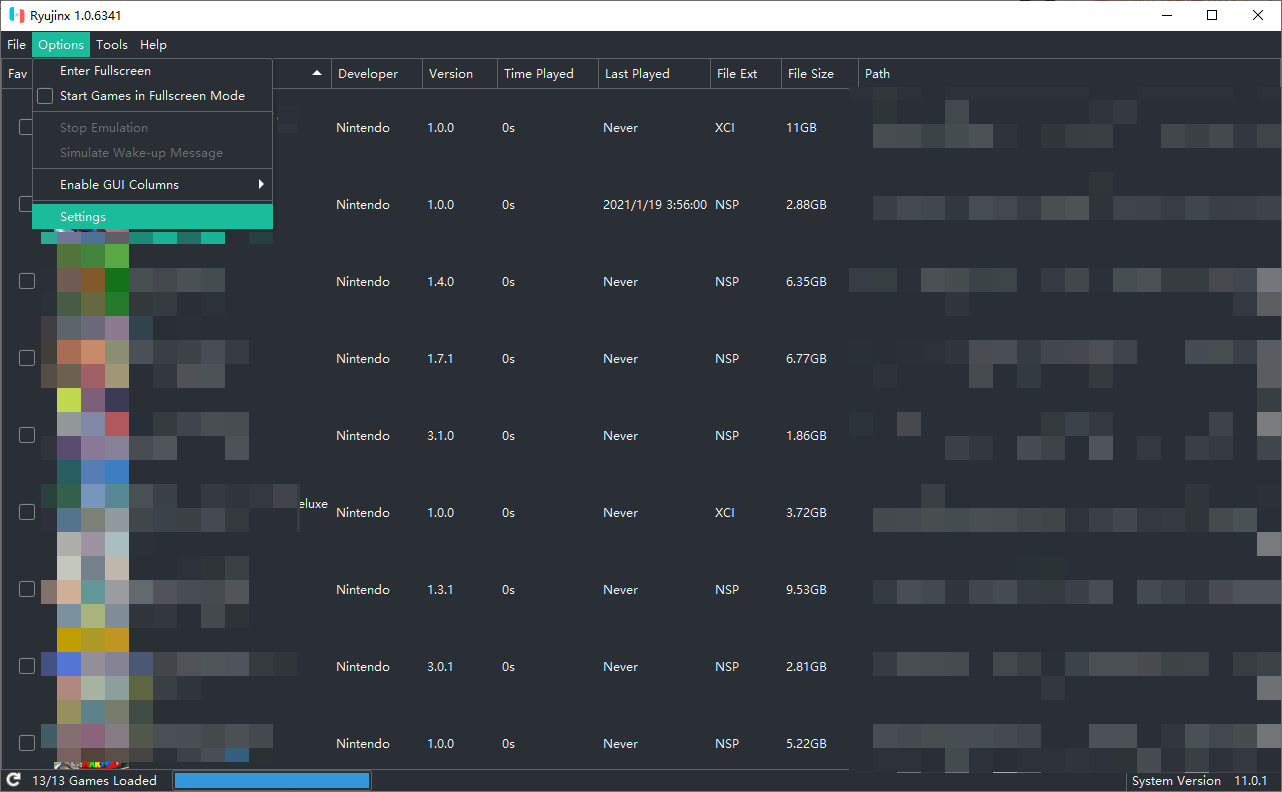 Ryujinx 1.0.6341
File Options Tools Help
Fav Developer Version Time Played Last Played File Ext File Size Path
Enter Fullscreen
Start Games in Fullscreen Mode
Stop Emulation
Simulate Wake-up Message
Enable GUI Columns
Settings
Nintendo 1.0.0 0s Never XCI 11GB
Nintendo 1.0.0 0s 2021/1/19 3:56:00 NSP 2.88GB
Nintendo 1.4.0 0s Never NSP 6.35GB
Nintendo 1.7.1 0s Never NSP 6.77GB
Nintendo 3.1.0 0s Never NSP 1.86GB
eluxe
Nintendo 1.0.0 0s Never XCI 3.72GB
Nintendo 1.3.1 0s Never NSP 9.53GB
Nintendo 3.0.1 0s Never NSP 2.81GB
Nintendo 1.0.0 0s Never NSP 5.22GB
13/13 Games Loaded System Version 11.0.1